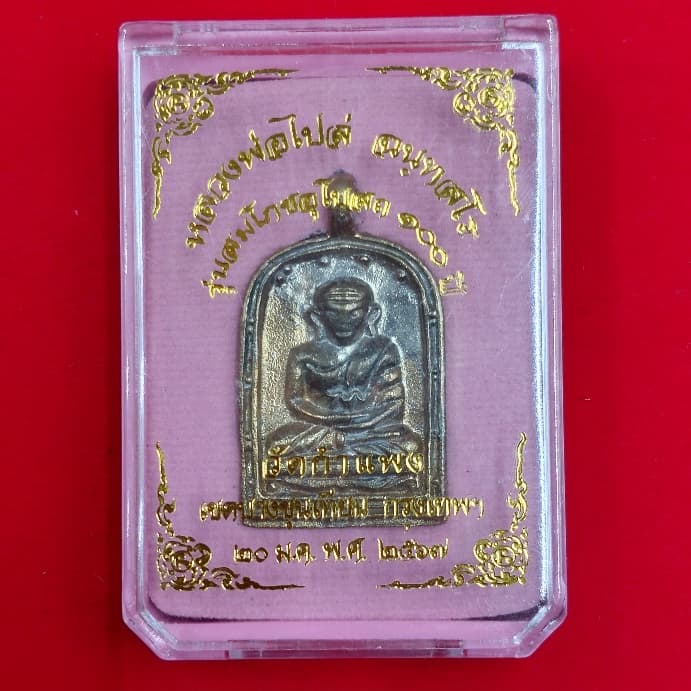 หลวงพ่อไปล่ ฉนฺทสโร
รุ่นสมโภชอุโบสถ ๑๐๐ ปี
วัดกำแพง
เขตบางขุนเทียน กรุงเทพฯ
๒๐ ม.ค. พ.ศ. ๒๕๖๗